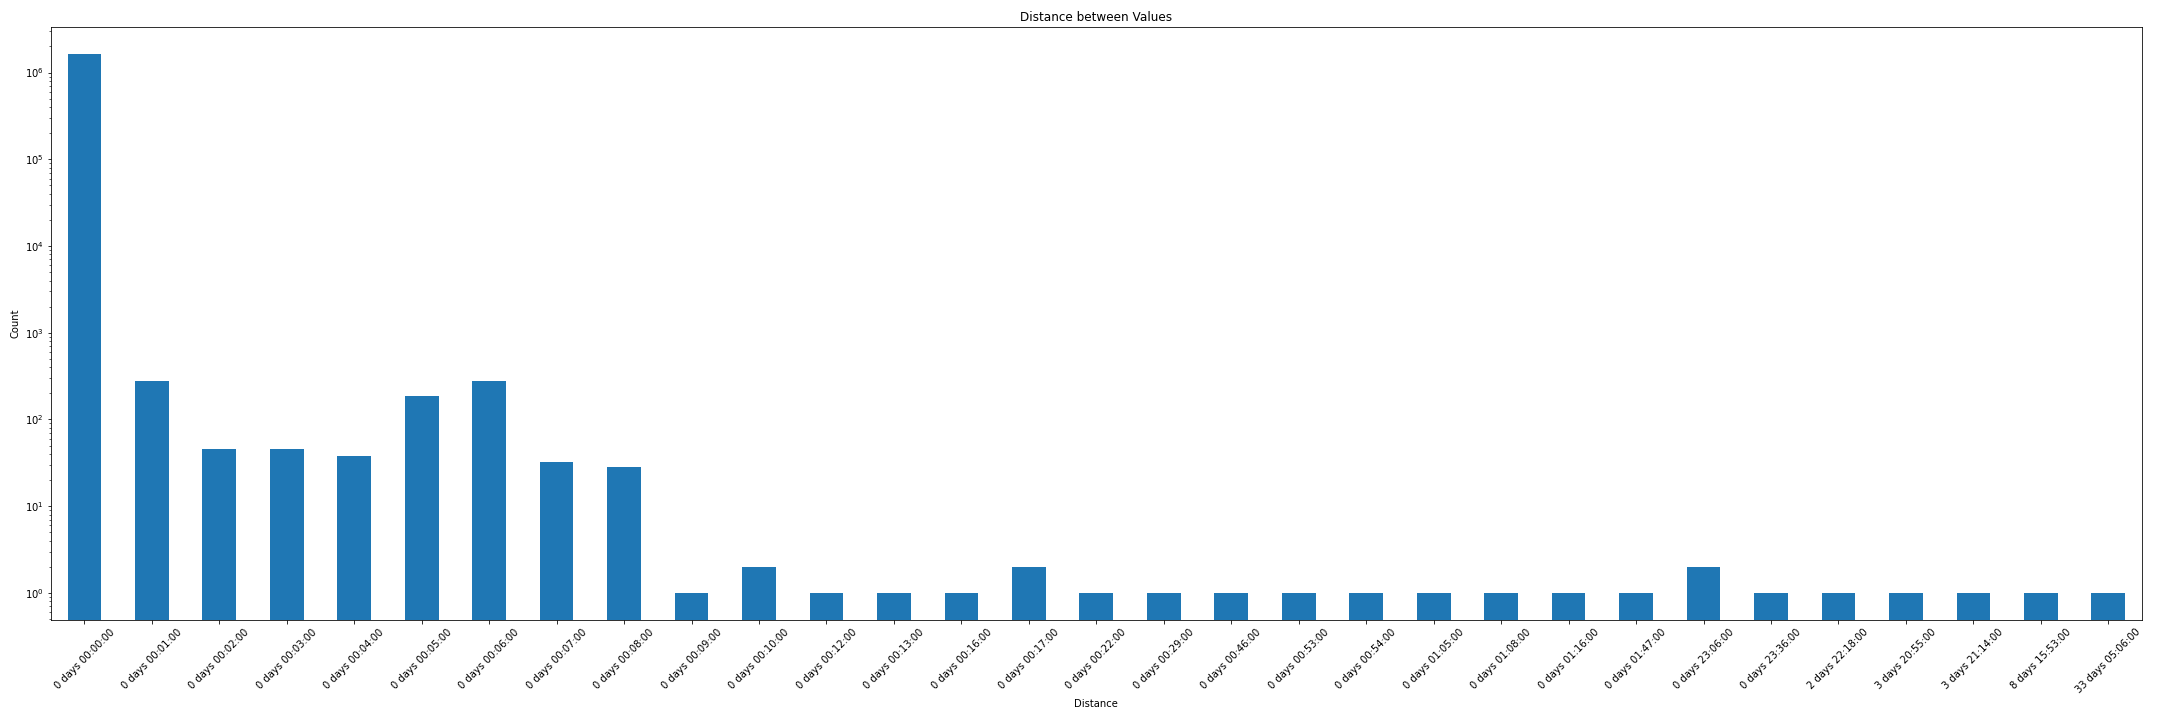 Distance between Values
Count
10⁶
10⁵
10⁴
10³
10²
10¹
10⁰
0 days 00:00:00
0 days 00:01:00
0 days 00:02:00
0 days 00:03:00
0 days 00:04:00
0 days 00:05:00
0 days 00:06:00
0 days 00:07:00
0 days 00:08:00
0 days 00:09:00
0 days 00:10:00
0 days 00:12:00
0 days 00:13:00
0 days 00:16:00
0 days 00:17:00
0 days 00:22:00
0 days 00:29:00
0 days 00:46:00
0 days 00:53:00
0 days 00:54:00
0 days 01:05:00
0 days 01:08:00
0 days 01:16:00
0 days 01:47:00
0 days 23:06:00
0 days 23:36:00
2 days 22:18:00
3 days 20:55:00
3 days 21:14:00
8 days 15:53:00
33 days 05:06:00
Distance